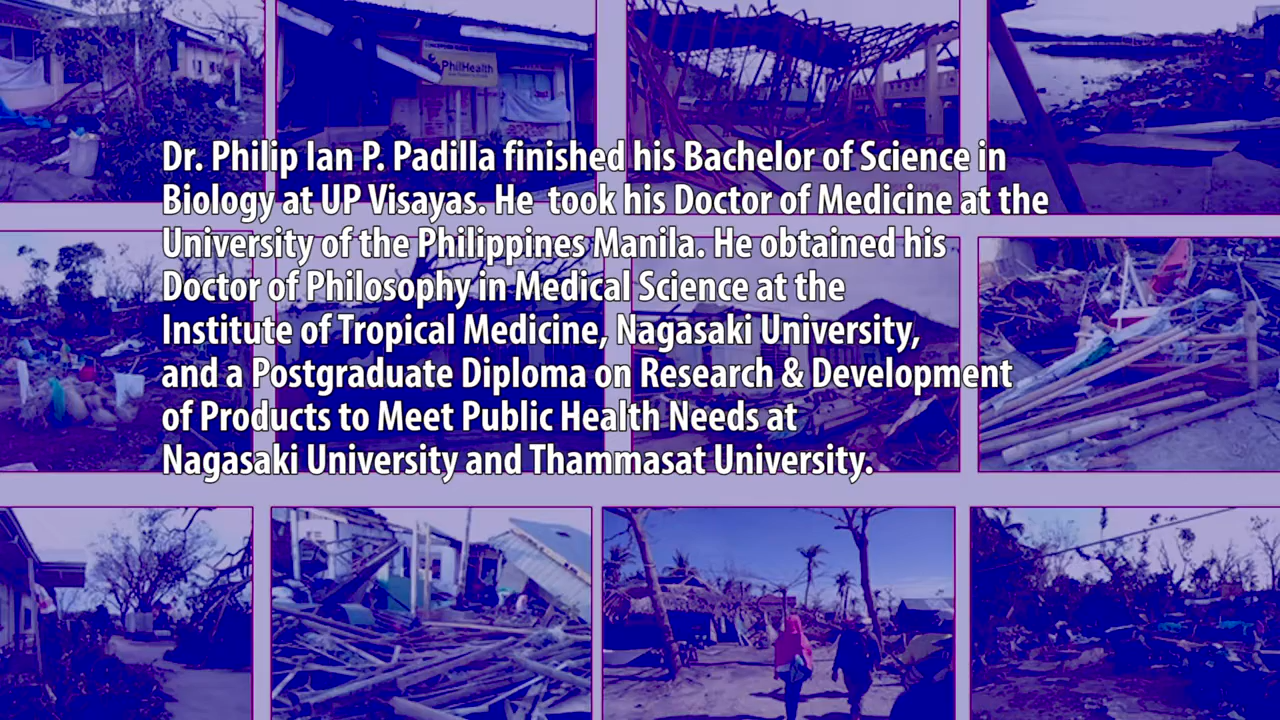 PhilHealth
Dr. Philip Ian P. Padilla finished his Bachelor of Science in
Biology at UP Visayas. He  took his Doctor of Medicine at the
University of the Philippines Manila. He obtained his
Doctor of Philosophy in Medical Science at the
Institute of Tropical Medicine, Nagasaki University,
and a Postgraduate Diploma on Research & Development
of Products to Meet Public Health Needs at
Nagasaki University and Thammasat University.